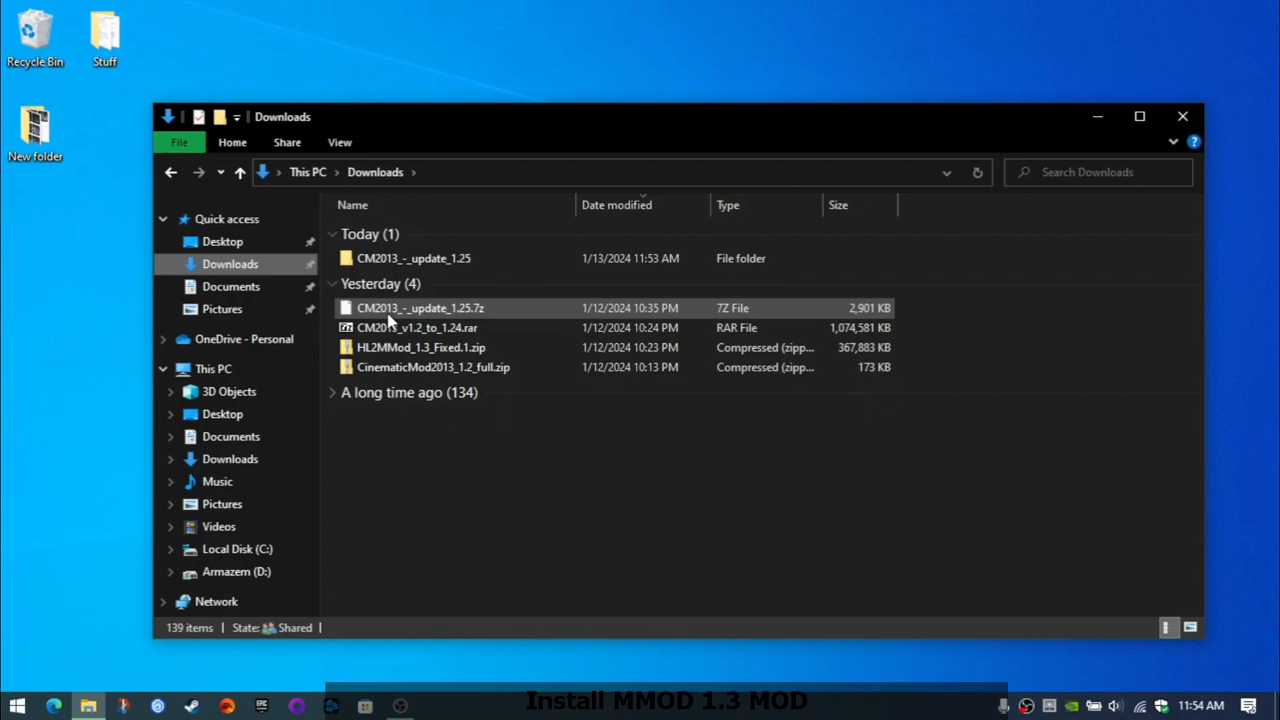 Recycle Bin
Stuff
New folder
Downloads
File
Home
Share
View
This PC
Downloads
Search Downloads
Name
Date modified
Type
Size
Quick access
Desktop
Downloads
Documents
Pictures
OneDrive - Personal
This PC
3D Objects
Desktop
Documents
Downloads
Music
Pictures
Videos
Local Disk (C:)
Armazem (D:)
Network
Today (1)
CM2013_-_update_1.25 1/13/2024 11:53 AM File folder
Yesterday (4)
CM2013_-_update_1.25.7z 1/12/2024 10:35 PM 7Z File 2,901 KB
CM2013_v1.2_to_1.24.rar 1/12/2024 10:24 PM RAR File 1,074,581 KB
HL2MMod_1.3_Fixed.1.zip 1/12/2024 10:23 PM Compressed (zipp... 367,883 KB
CinematicMod2013_1.2_full.zip 1/12/2024 10:13 PM Compressed (zipp... 173 KB
A long time ago (134)
139 items
State: Shared
EPIC
Install MMOD 1.3 MOD
11:54 AM